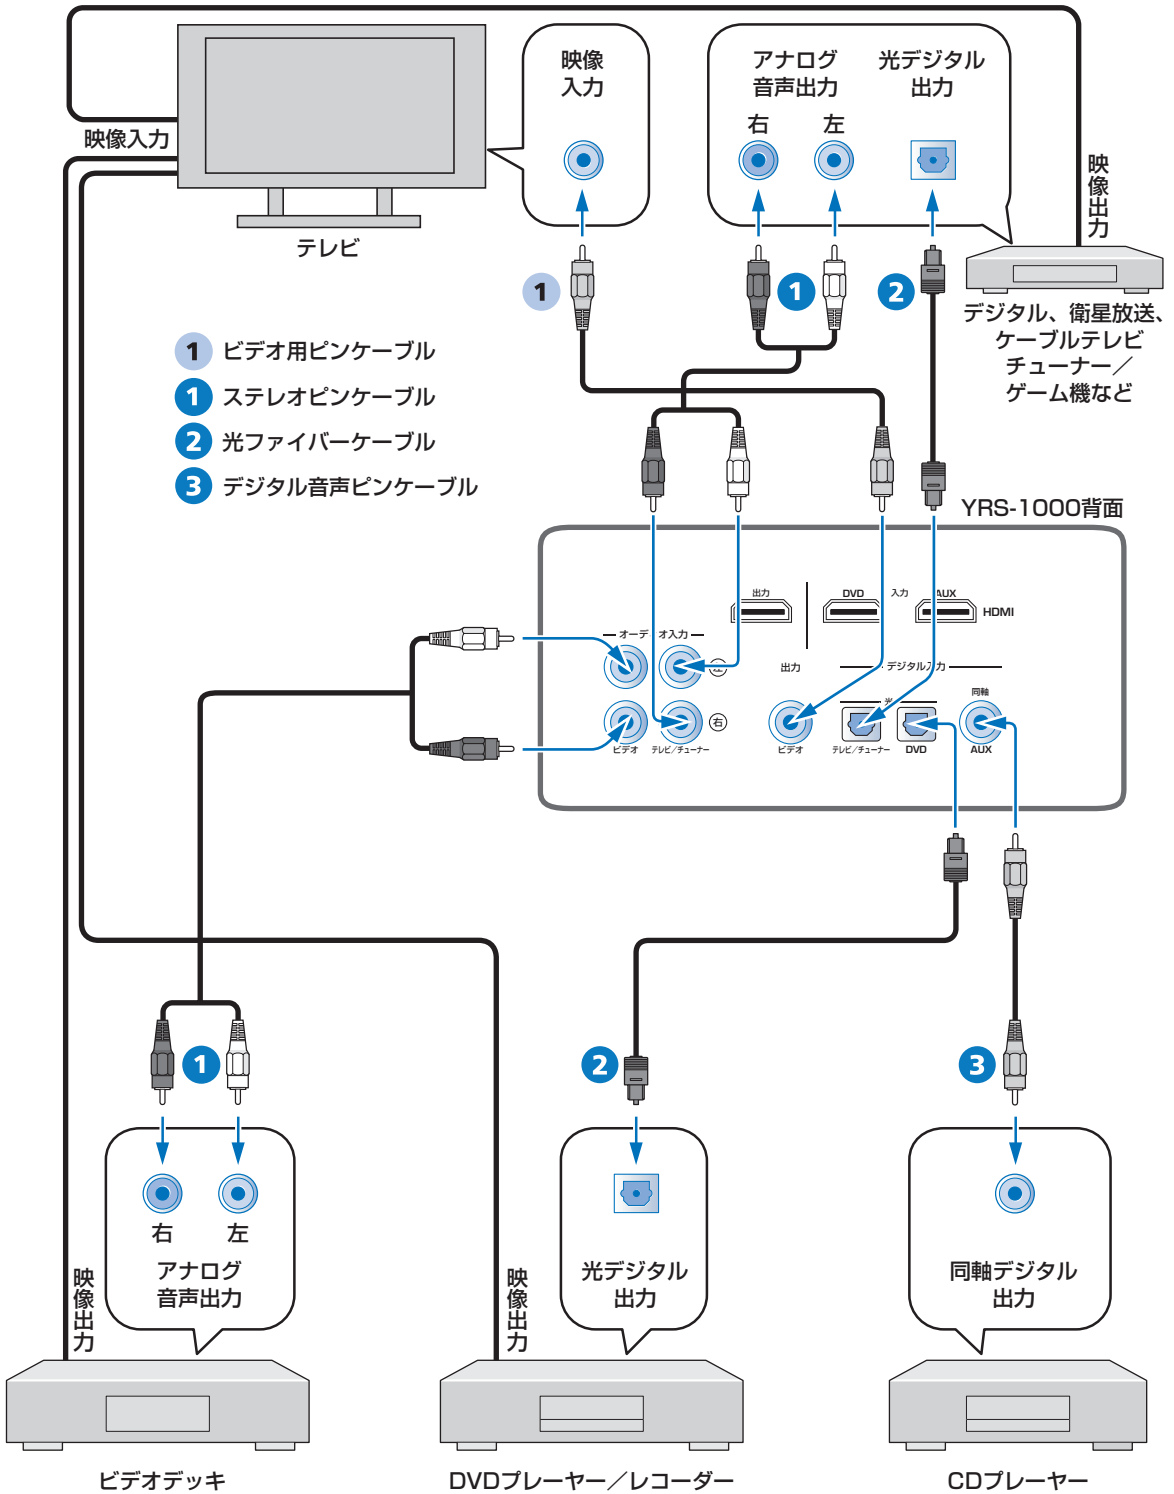 映像
入力
アナログ
音声出力
右
左
光デジタル
出力
映像入力
テレビ
映像出力
1
1
2
デジタル、衛星放送、
ケーブルテレビ
チューナー／
ゲーム機など
1 ビデオ用ピンケーブル
1 ステレオピンケーブル
2 光ファイバーケーブル
3 デジタル音声ピンケーブル
YRS-1000背面
出力
DVD
入力
AUX
HDMI
オーディオ入力
左
出力
デジタル入力
光
同軸
右
ビデオ
テレビ／チューナー
ビデオ
テレビ／チューナー
DVD
AUX
1
2
3
右
左
アナログ
音声出力
光デジタル
出力
同軸デジタル
出力
映像出力
映像出力
ビデオデッキ
DVDプレーヤー／レコーダー
CDプレーヤー